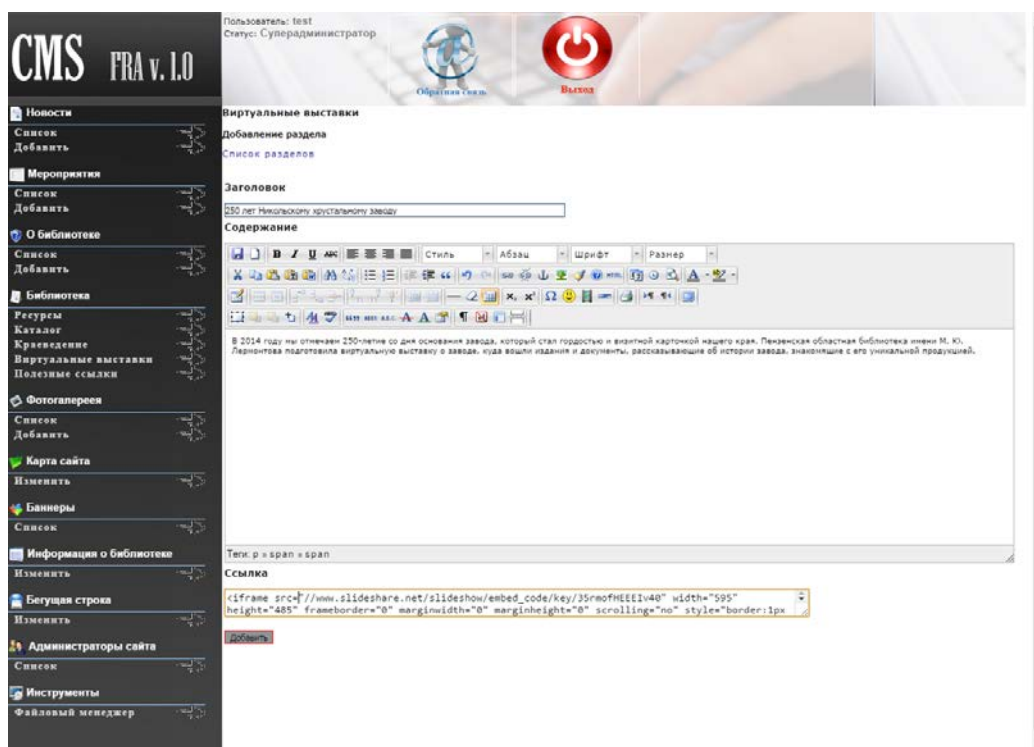 CMS FRA v. 1.0
Пользователь: test
Статус: Суперадминистратор
Обратная связь
Выход
Новости
Список
Добавить
Мероприятия
Список
Добавить
О библиотеке
Список
Добавить
Библиотека
Ресурсы
Каталог
Краеведение
Виртуальные выставки
Полезные ссылки
Фотогалерея
Список
Добавить
Карта сайта
Изменить
Баннеры
Список
Информация о библиотеке
Изменить
Бегущая строка
Изменить
Администраторы сайта
Список
Инструменты
Файловый менеджер
Виртуальные выставки
Добавление раздела
Список разделов
Заголовок
250 лет Никольскому хрустальному заводу
Содержание
Стиль Абзац Шрифт Размер
В 2014 году мы отмечаем 250-летие со дня основания завода, который стал гордостью и визитной карточкой нашего края. Пензенская областная библиотека имени М. Ю.
Лермонтова подготовила виртуальную выставку о заводе, куда вошли издания и документы, рассказывающие об истории завода, знакомящие с его уникальной продукцией.
Теги: p » span » span
Ссылка
<iframe src="//www.slideshare.net/slideshow/embed_code/key/35rmofHEEEIv40" width="595"
height="485" frameborder="0" marginwidth="0" marginheight="0" scrolling="no" style="border:1px
Добавить